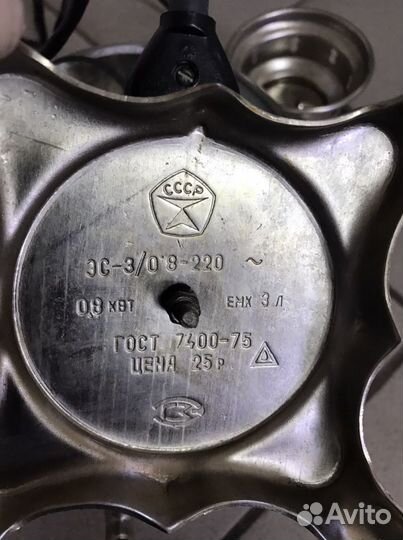 СССР
ЭС-3/0'8-220 ~
0,8 КВТ ЕМК 3 Л
ГОСТ 7400-75
ЦЕНА 25 Р
Avito